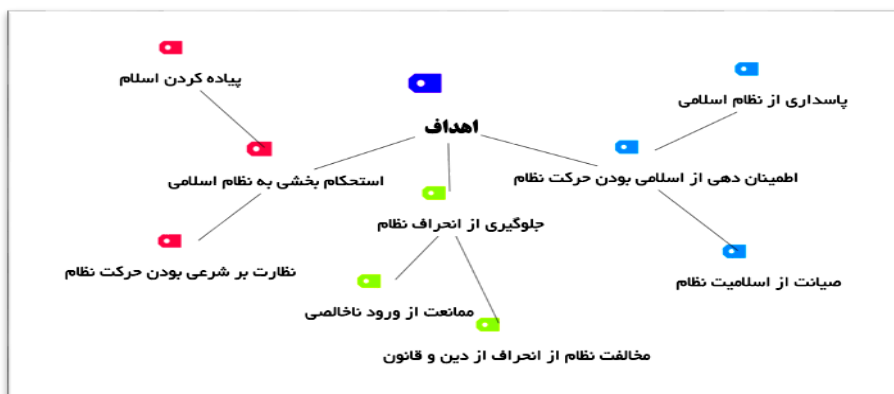 پیاده کردن اسلام
پاسداری از نظام اسلامی
اهداف
استحکام بخشی به نظام اسلامی
اطمینان دهی از اسلامی بودن حرکت نظام
جلوگیری از انحراف نظام
نظارت بر شرعی بودن حرکت نظام
صیانت از اسلامیت نظام
ممانعت از ورود ناخالصی
مخالفت نظام از انحراف از دین و قانون